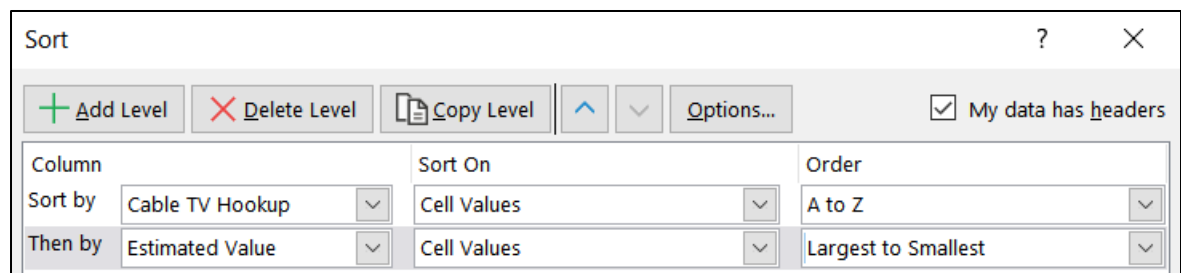 Sort ?
Add Level Delete Level Copy Level Options... My data has headers
Column Sort On Order
Sort by Cable TV Hookup Cell Values A to Z
Then by Estimated Value Cell Values Largest to Smallest